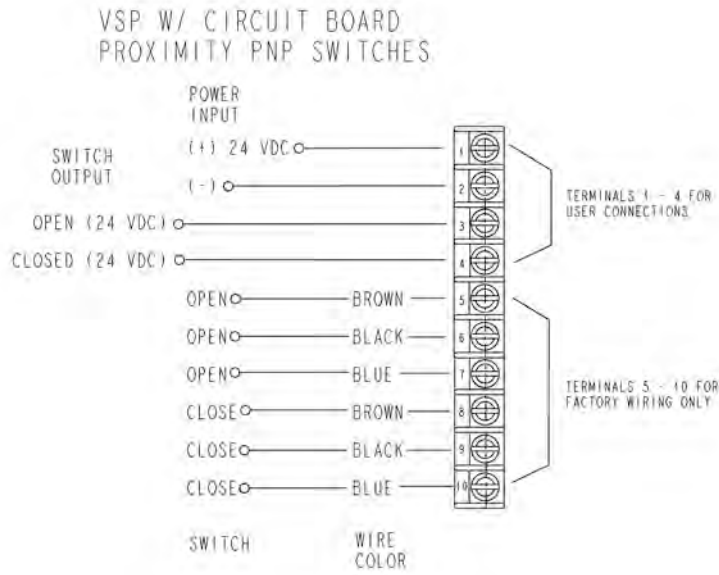 VSP W/ CIRCUIT BOARD
PROXIMITY PNP SWITCHES
POWER
INPUT
SWITCH
OUTPUT
(+) 24 VDC
(-)
OPEN (24 VDC)
CLOSED (24 VDC)
1
2
3
4
TERMINALS 1 - 4 FOR
USER CONNECTIONS
OPEN BROWN 5
OPEN BLACK 6
OPEN BLUE 7
CLOSE BROWN 8
CLOSE BLACK 9
CLOSE BLUE 10
TERMINALS 5 - 10 FOR
FACTORY WIRING ONLY
SWITCH
WIRE
COLOR